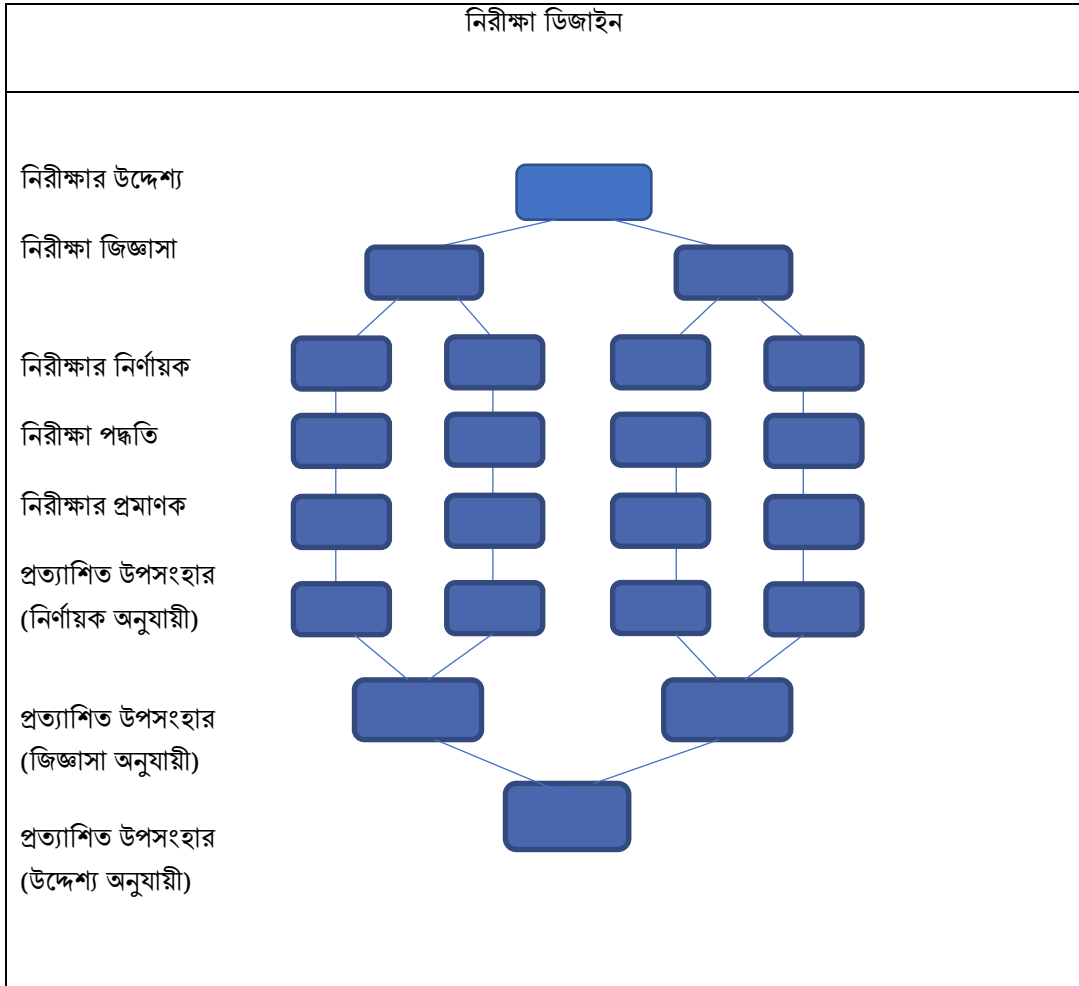 নিরীক্ষা ডিজাইন
নিরীক্ষার উদ্দেশ্য
নিরীক্ষা জিজ্ঞাসা
নিরীক্ষার নির্ণায়ক
নিরীক্ষা পদ্ধতি
নিরীক্ষার প্রমাণক
প্রত্যাশিত উপসংহার
(নির্ণায়ক অনুযায়ী)
প্রত্যাশিত উপসংহার
(জিজ্ঞাসা অনুযায়ী)
প্রত্যাশিত উপসংহার
(উদ্দেশ্য অনুযায়ী)